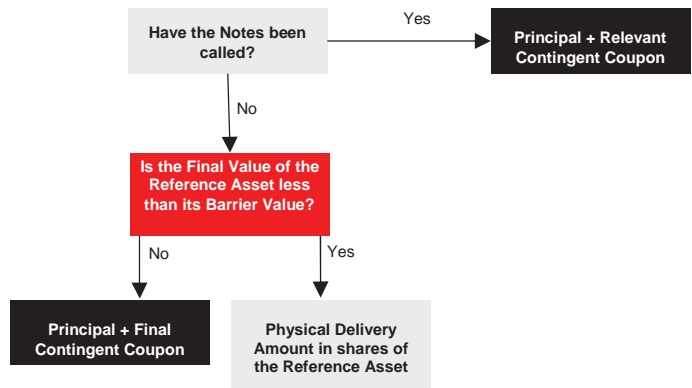 Have the Notes been
called?
Yes
Principal + Relevant
Contingent Coupon
No
Is the Final Value of the
Reference Asset less
than its Barrier Value?
No
Yes
Principal + Final
Contingent Coupon
Physical Delivery
Amount in shares of
the Reference Asset